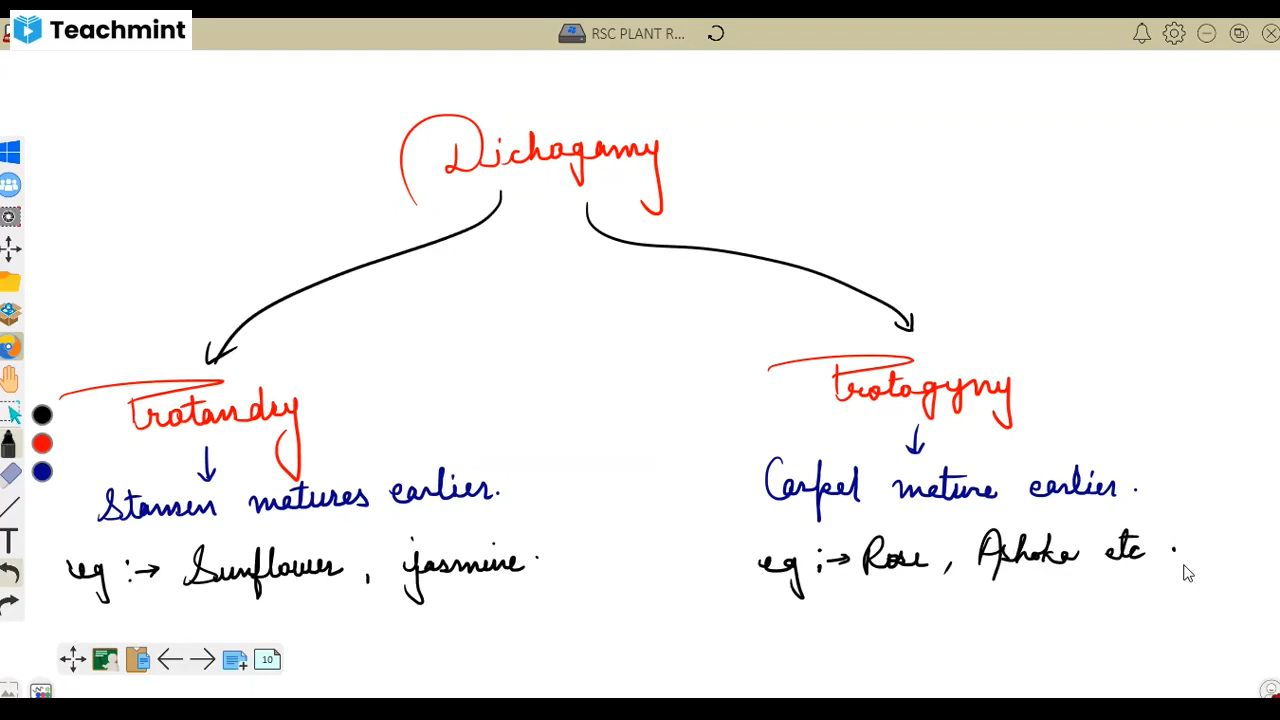 Teachmint
RSC PLANT R...
Dichogamy
Protandry
Protogyny
Stamen matures earlier.
Carpel mature earlier.
eg :→ Sunflower, jasmine.
eg :→ Rose, Ashoka etc.
T
10